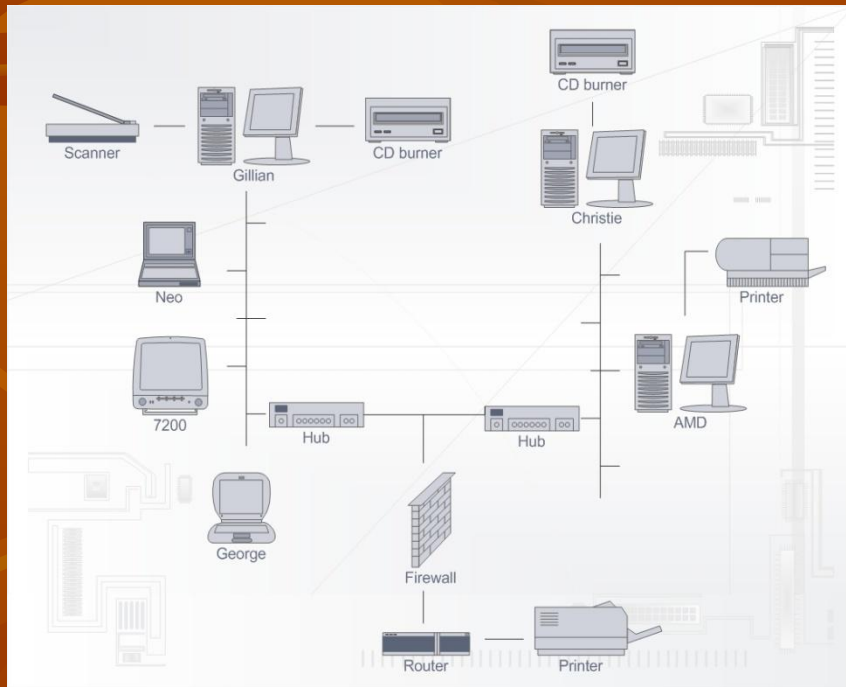 CD burner
Scanner
Gillian
CD burner
Christie
Neo
Printer
7200
Hub
Hub
AMD
George
Firewall
Router
Printer